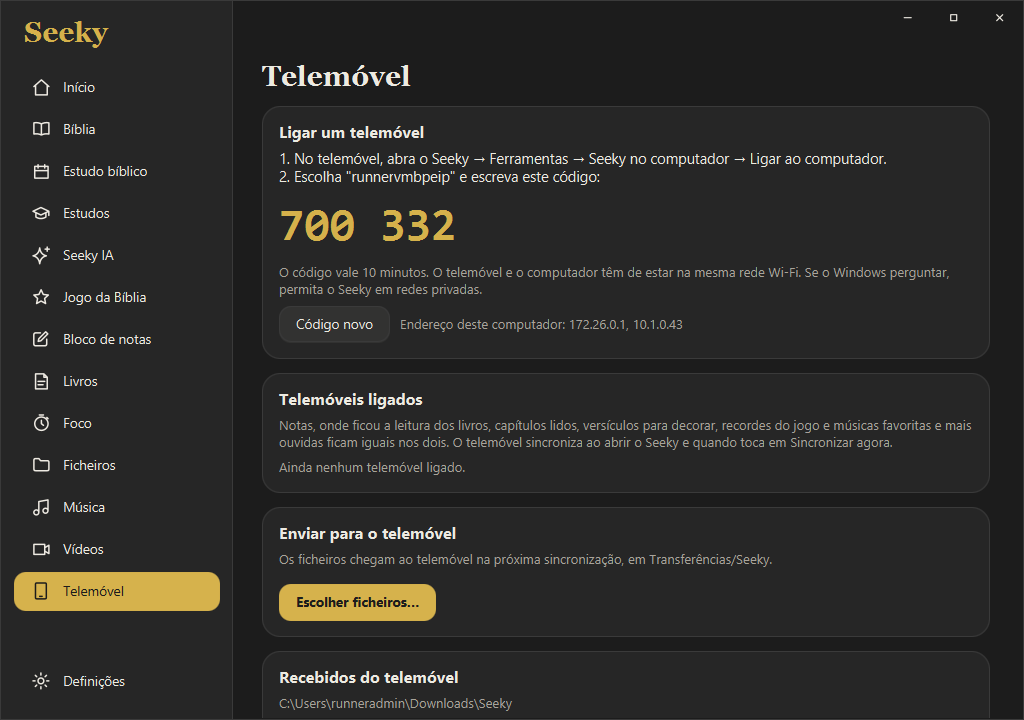 Seeky
Início
Bíblia
Estudo bíblico
Estudos
Seeky IA
Jogo da Bíblia
Bloco de notas
Livros
Foco
Ficheiros
Música
Vídeos
Telemóvel
Definições
Telemóvel
Ligar um telemóvel
1. No telemóvel, abra o Seeky → Ferramentas → Seeky no computador → Ligar ao computador.
2. Escolha "runnervmbpeip" e escreva este código:
700 332
O código vale 10 minutos. O telemóvel e o computador têm de estar na mesma rede Wi-Fi. Se o Windows perguntar,
permita o Seeky em redes privadas.
Código novo
Endereço deste computador: 172.26.0.1, 10.1.0.43
Telemóveis ligados
Notas, onde ficou a leitura dos livros, capítulos lidos, versículos para decorar, recordes do jogo e músicas favoritas e mais
ouvidas ficam iguais nos dois. O telemóvel sincroniza ao abrir o Seeky e quando toca em Sincronizar agora.
Ainda nenhum telemóvel ligado.
Enviar para o telemóvel
Os ficheiros chegam ao telemóvel na próxima sincronização, em Transferências/Seeky.
Escolher ficheiros...
Recebidos do telemóvel
C:\Users\runneradmin\Downloads\Seeky